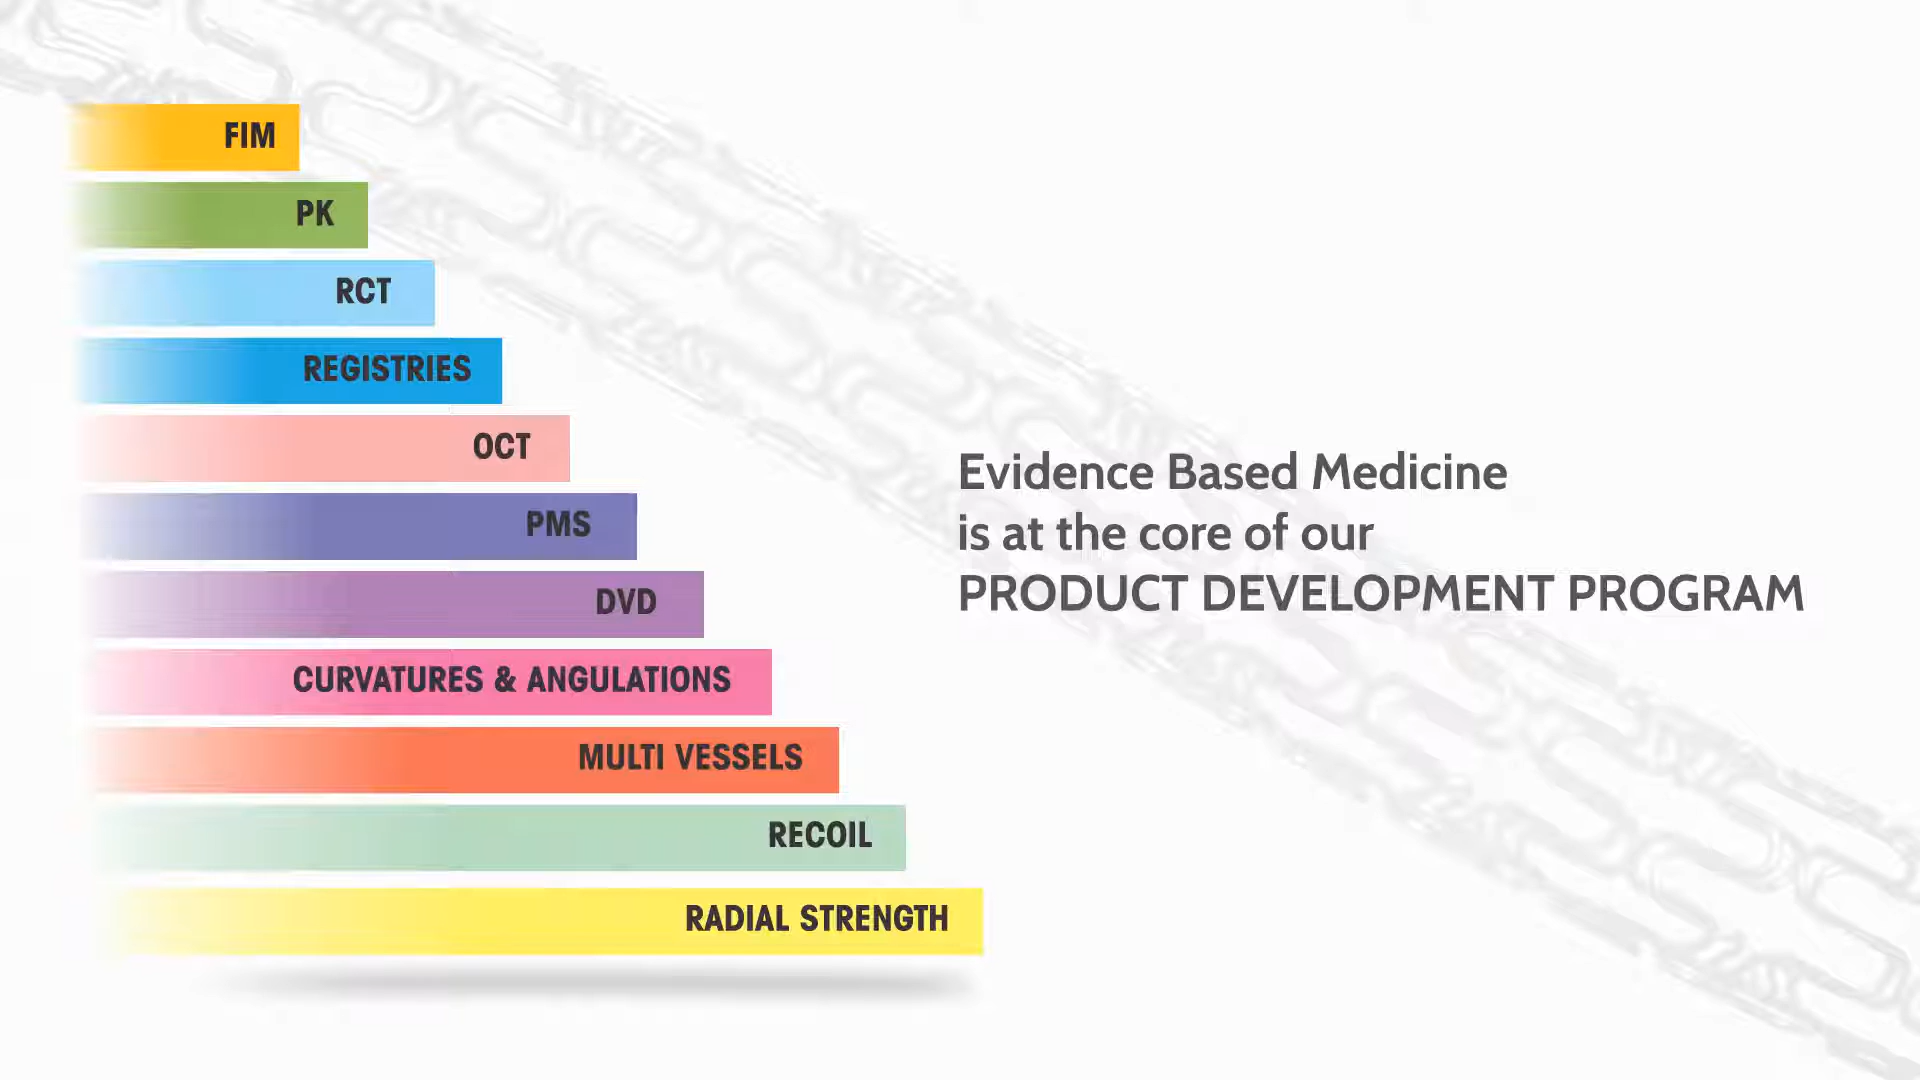 FIM
PK
RCT
REGISTRIES
OCT
PMS
DVD
CURVATURES & ANGULATIONS
MULTI VESSELS
RECOIL
RADIAL STRENGTH
Evidence Based Medicine
is at the core of our
PRODUCT DEVELOPMENT PROGRAM